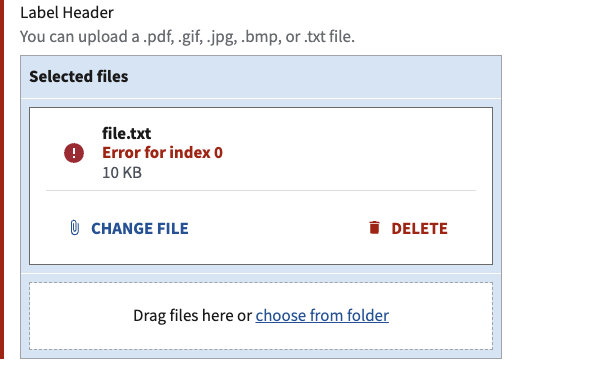 Label Header
You can upload a .pdf, .gif, .jpg, .bmp, or .txt file.
Selected files
file.txt
Error for index 0
10 KB
CHANGE FILE
DELETE
Drag files here or choose from folder